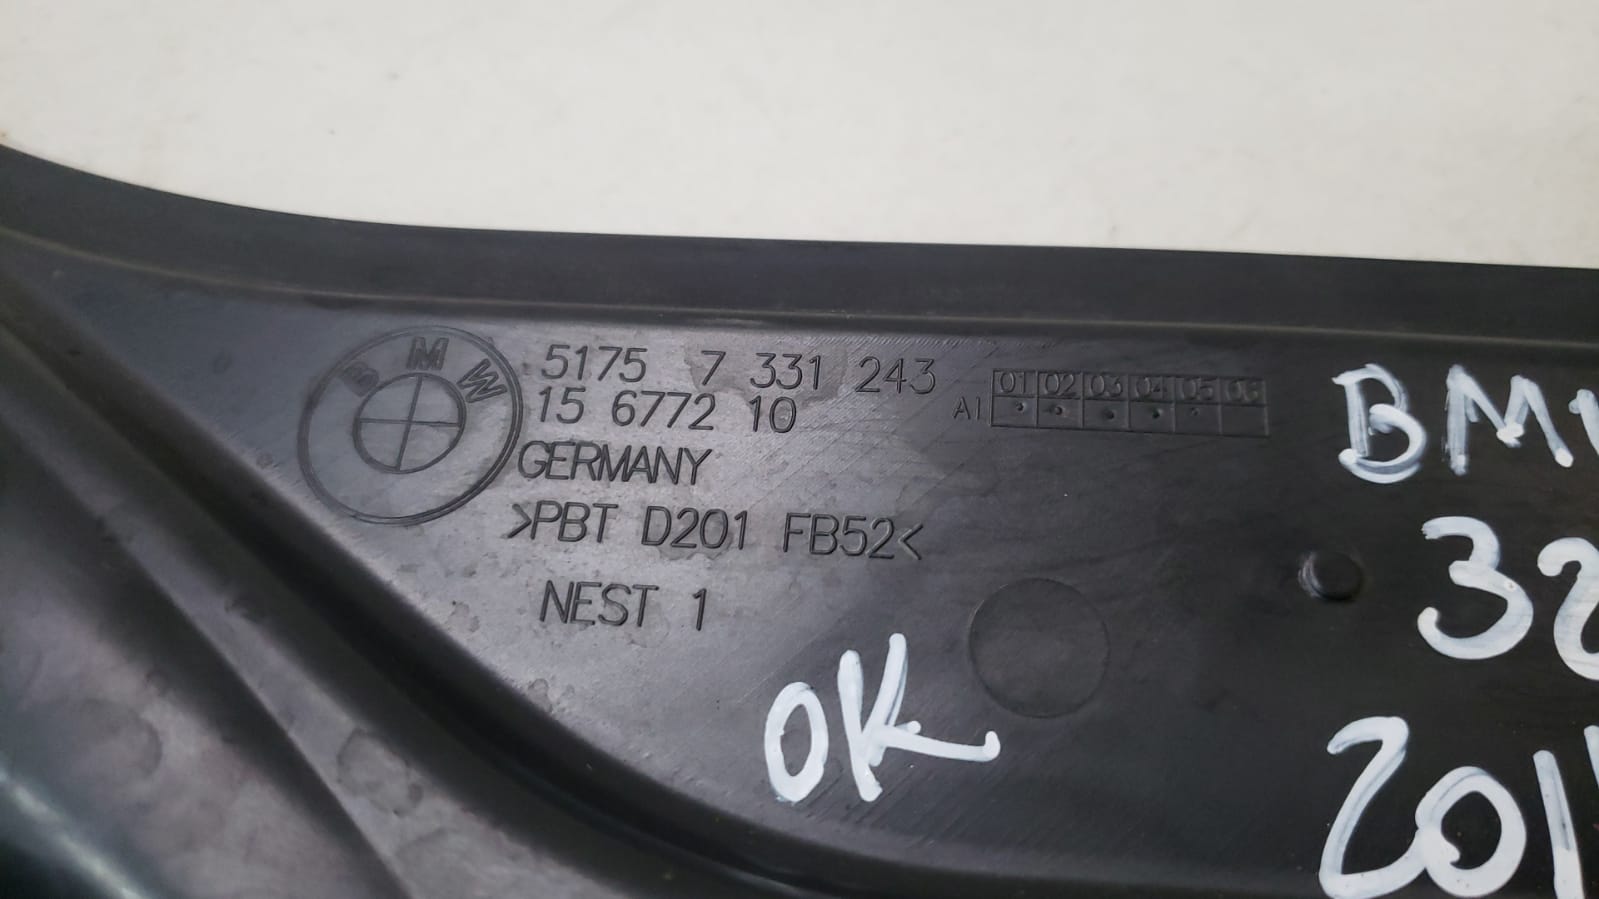 BMW
5175 7 331 243
15 6772 10
GERMANY
>PBT D201 FB52<
NEST 1
01 02 03 04 05 06
A1
OK